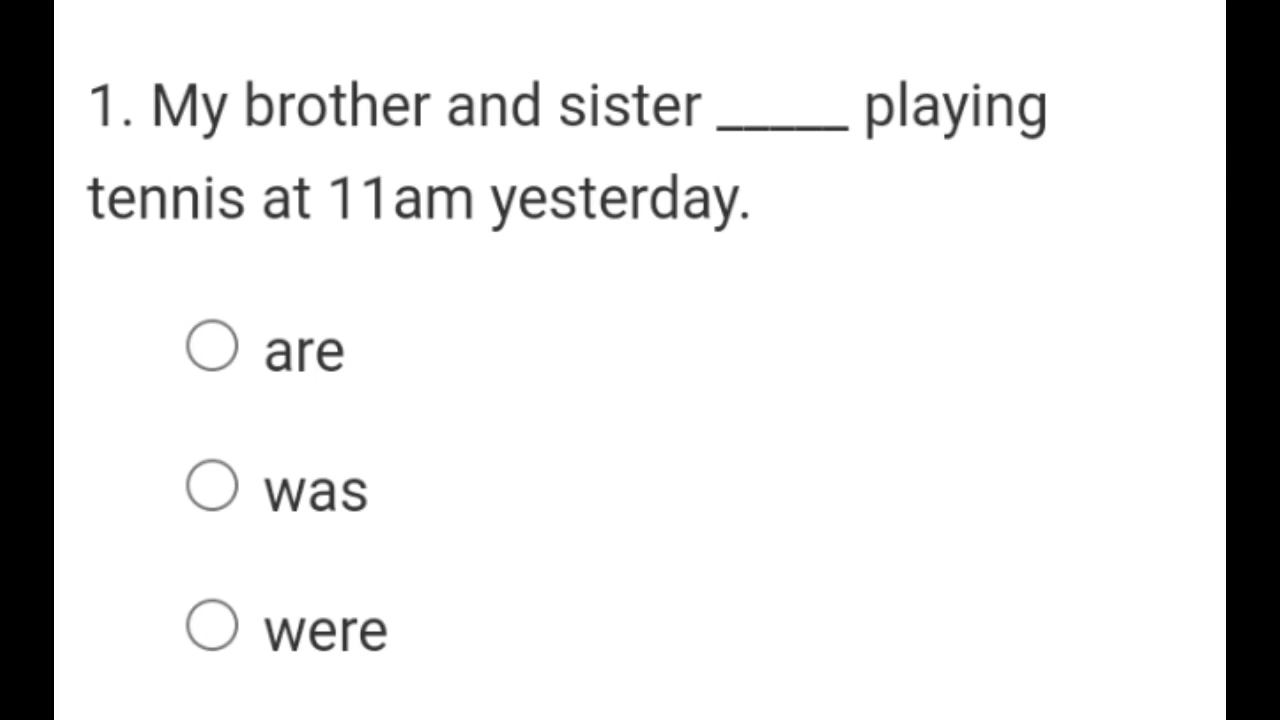 1. My brother and sister _____ playing
tennis at 11am yesterday.
are
was
were